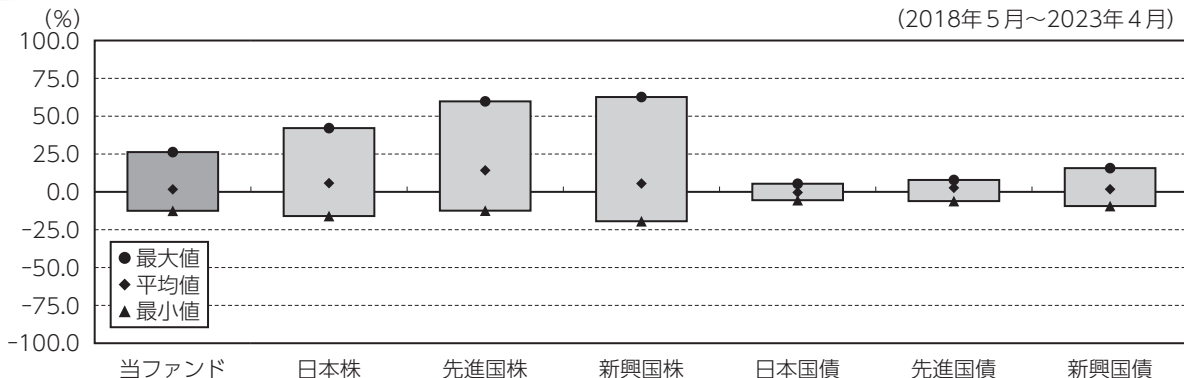 (%)
(2018年5月~2023年4月)
100.0
75.0
50.0
25.0
0.0
-25.0
-50.0
-75.0
-100.0
●最大値
◆平均値
▲最小値
当ファンド 日本株 先進国株 新興国株 日本国債 先進国債 新興国債